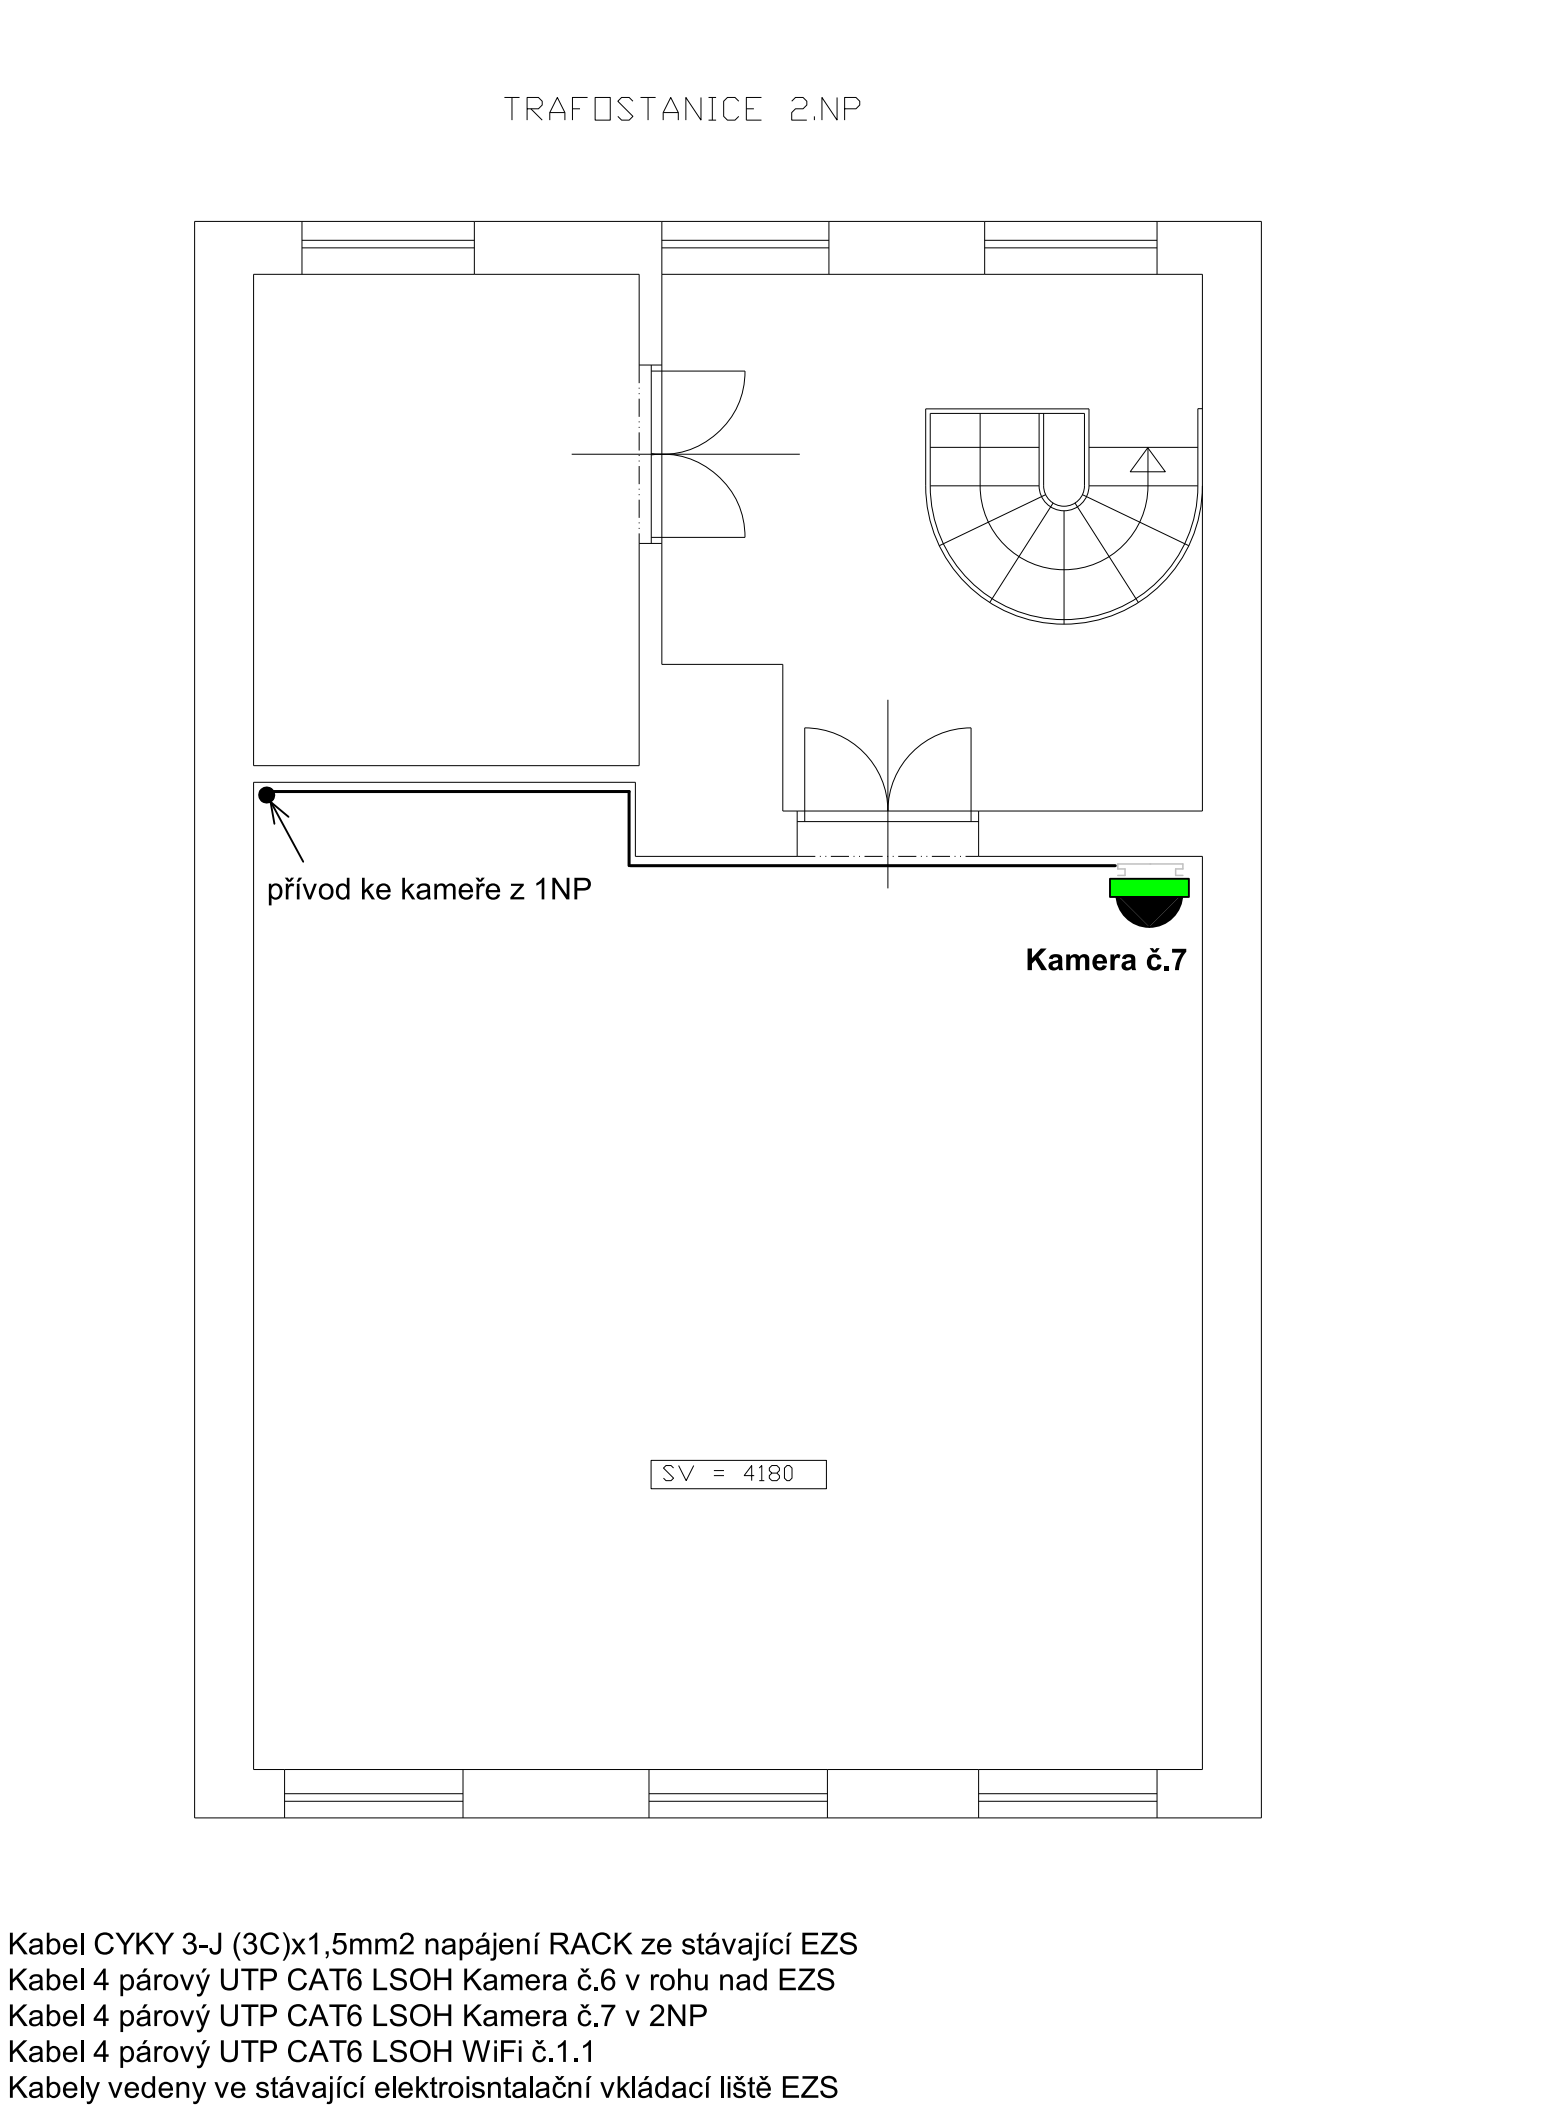 TRAFOSTANICE 2.NP
přívod ke kameře z 1NP
Kamera č.7
SV = 4180
Kabel CYKY 3-J (3C)x1,5mm2 napájení RACK ze stávající EZS
Kabel 4 párový UTP CAT6 LSOH Kamera č.6 v rohu nad EZS
Kabel 4 párový UTP CAT6 LSOH Kamera č.7 v 2NP
Kabel 4 párový UTP CAT6 LSOH WiFi č.1.1
Kabely vedeny ve stávající elektroisntalační vkládací liště EZS